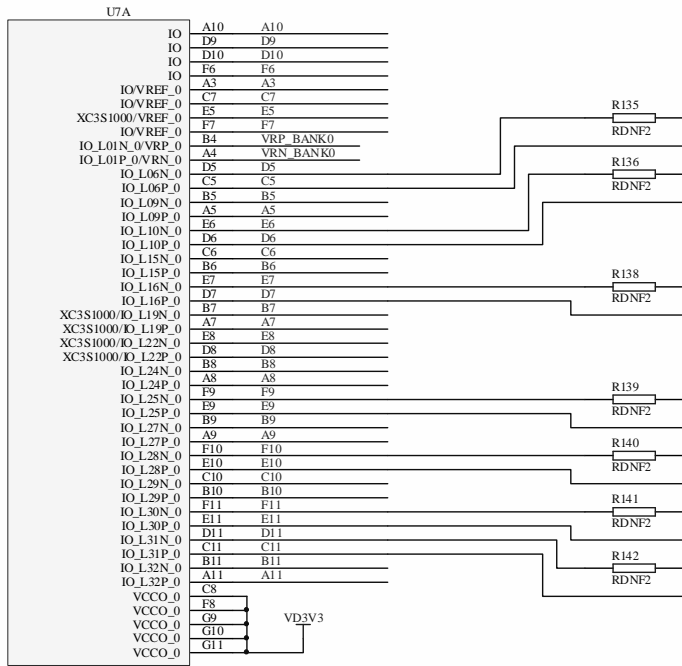 U7A
IO A10 A10
IO D9 D9
IO D10 D10
IO F6 F6
IO/VREF_0 A3 A3
IO/VREF_0 C7 C7
XC3S1000/VREF_0 E5 E5
IO/VREF_0 F7 F7
IO_L01N_0/VRP_0 B4 VRP_BANK0
IO_L01P_0/VRN_0 A4 VRN_BANK0
IO_L06N_0 D5 D5
IO_L06P_0 C5 C5
IO_L09N_0 B5 B5
IO_L09P_0 A5 A5
IO_L10N_0 E6 E6
IO_L10P_0 D6 D6
IO_L15N_0 C6 C6
IO_L15P_0 B6 B6
IO_L16N_0 E7 E7
IO_L16P_0 D7 D7
XC3S1000/IO_L19N_0 B7 B7
XC3S1000/IO_L19P_0 A7 A7
XC3S1000/IO_L22N_0 E8 E8
XC3S1000/IO_L22P_0 D8 D8
IO_L24N_0 B8 B8
IO_L24P_0 A8 A8
IO_L25N_0 F9 F9
IO_L25P_0 E9 E9
IO_L27N_0 B9 B9
IO_L27P_0 A9 A9
IO_L28N_0 F10 F10
IO_L28P_0 E10 E10
IO_L29N_0 C10 C10
IO_L29P_0 B10 B10
IO_L30N_0 F11 F11
IO_L30P_0 E11 E11
IO_L31N_0 D11 D11
IO_L31P_0 C11 C11
IO_L32N_0 B11 B11
IO_L32P_0 A11 A11
VCCO_0 C8
VCCO_0 F8
VCCO_0 G9
VCCO_0 G10
VCCO_0 G11
VD3V3
R135
RDNF2
R136
RDNF2
R138
RDNF2
R139
RDNF2
R140
RDNF2
R141
RDNF2
R142
RDNF2